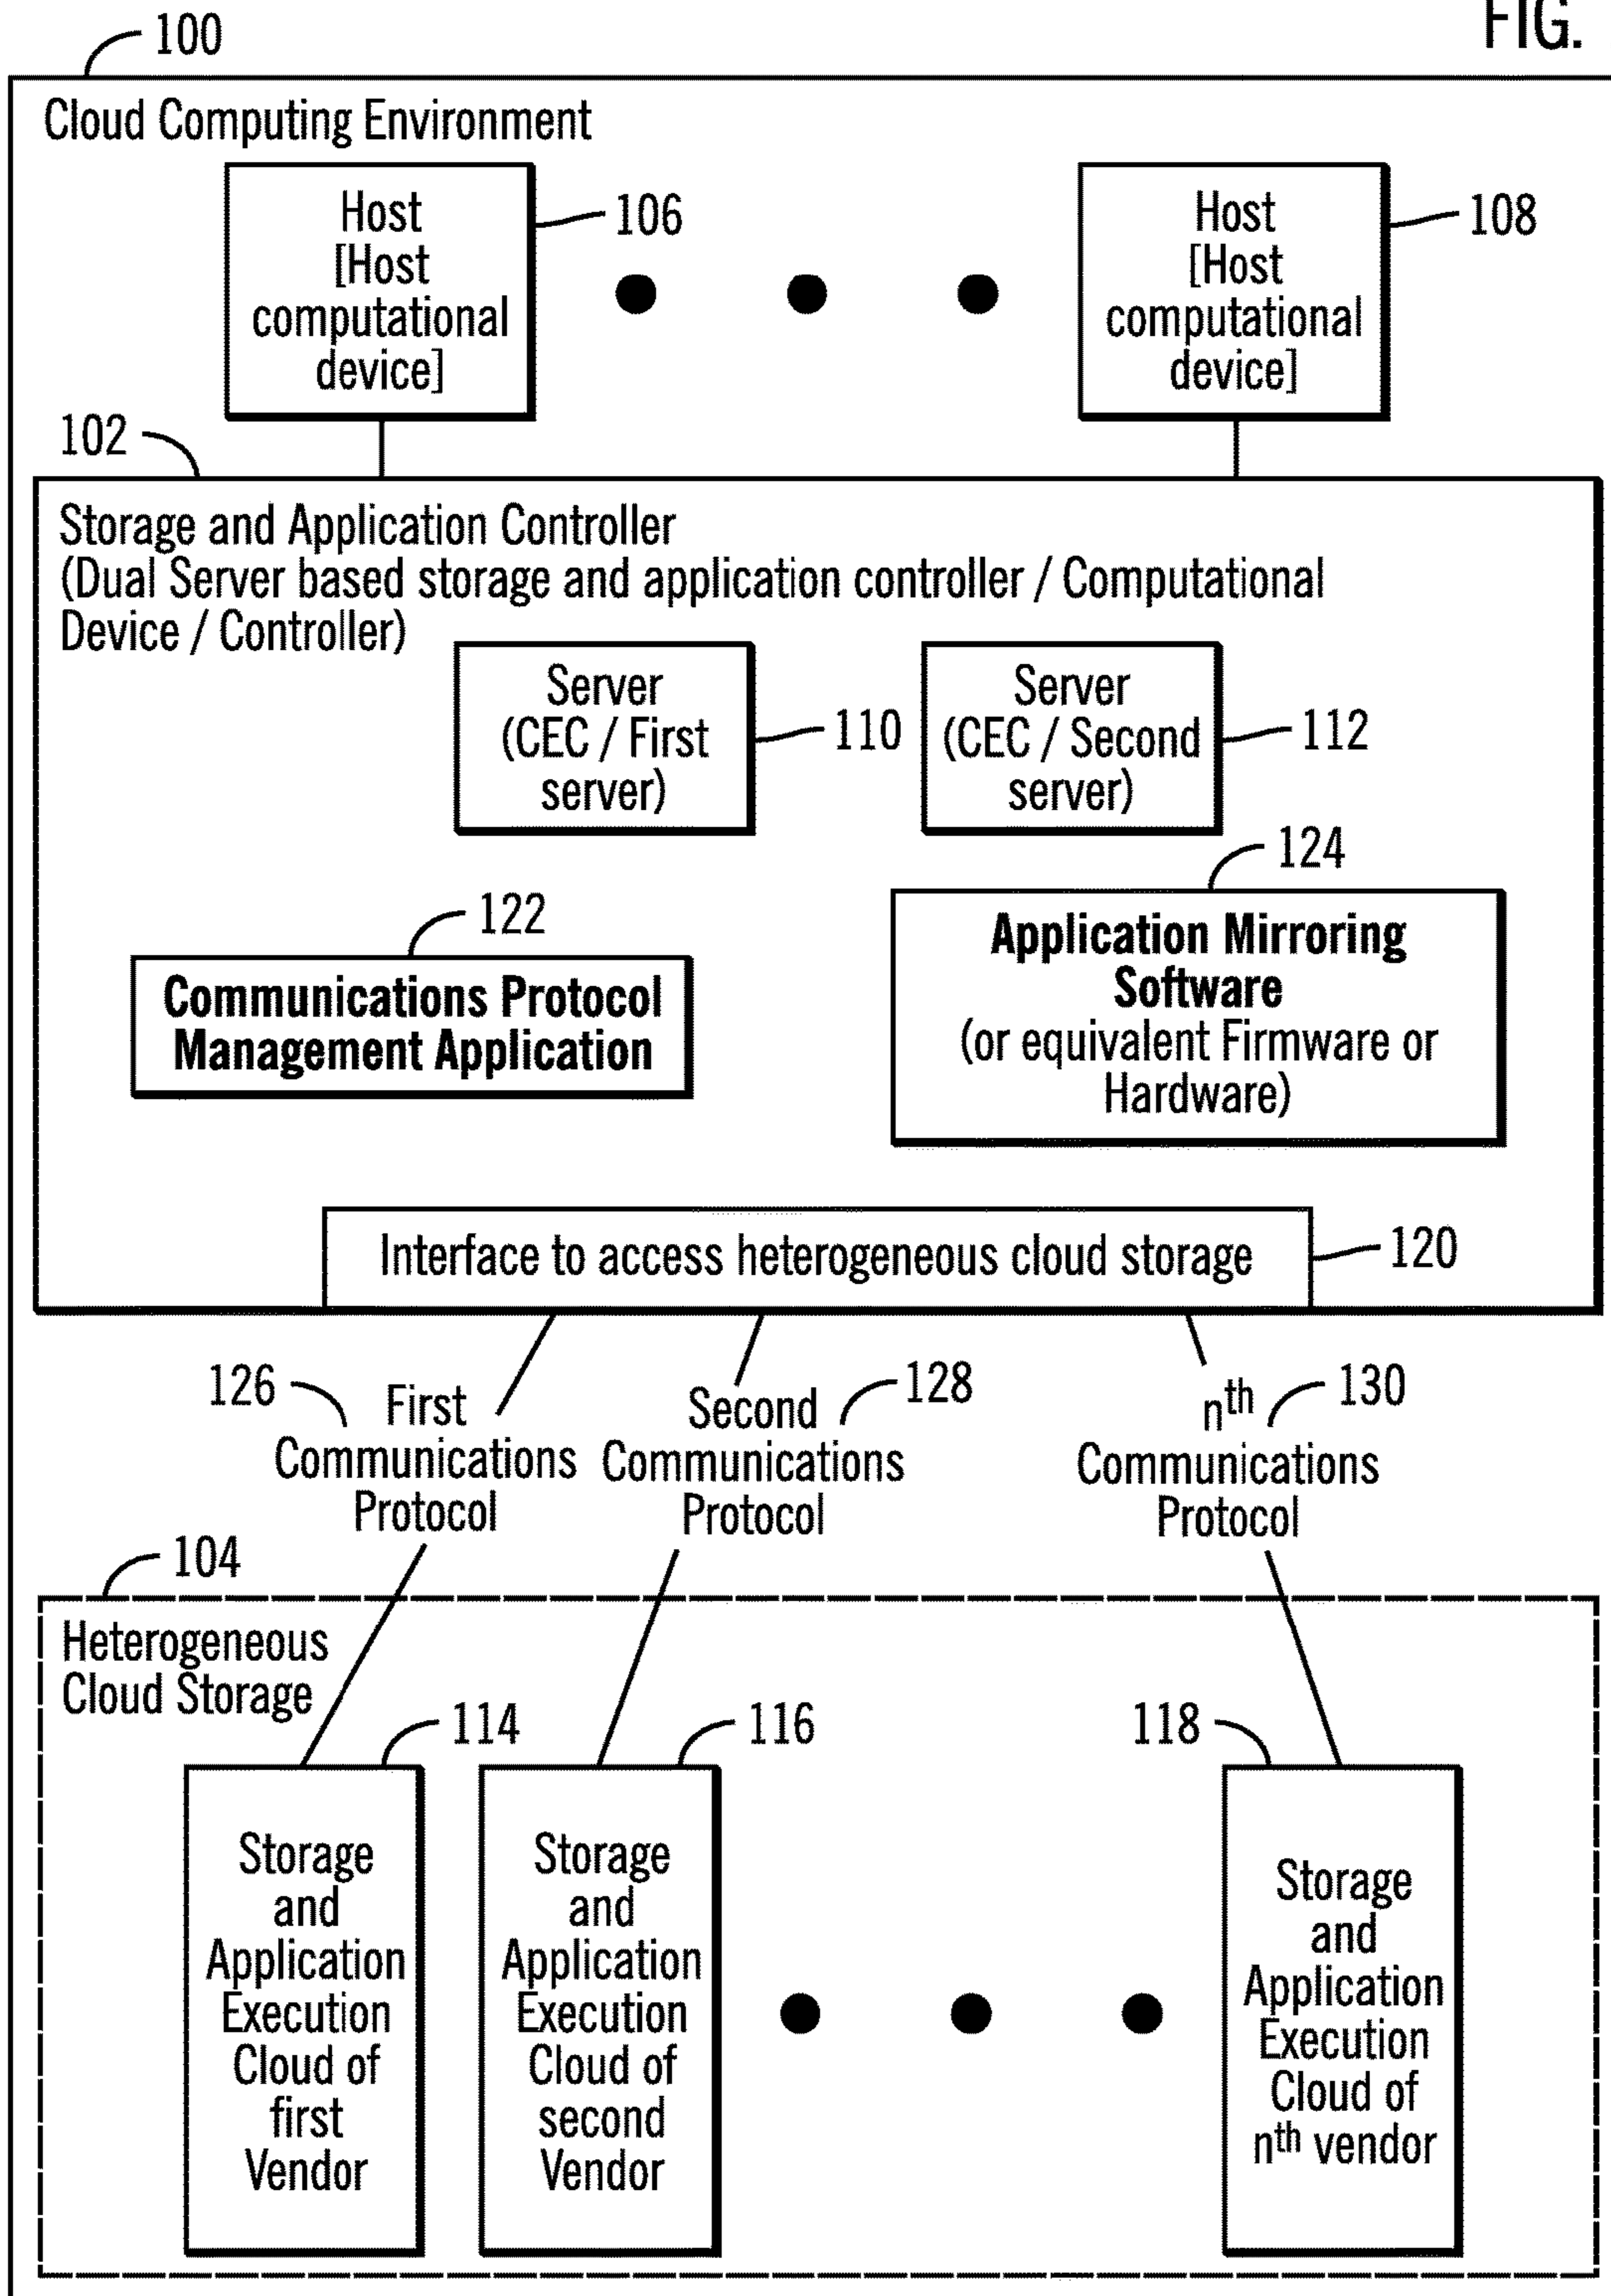 FIG.
100
Cloud Computing Environment
Host
[Host
computational
device]
106
Host
[Host
computational
device]
108
102
Storage and Application Controller
(Dual Server based storage and application controller / Computational
Device / Controller)
Server
(CEC / First
server)
110
Server
(CEC / Second
server)
112
124
122
Communications Protocol
Management Application
Application Mirroring
Software
(or equivalent Firmware or
Hardware)
Interface to access heterogeneous cloud storage
120
126
First
Communications
Protocol
Second
Communications
Protocol
128
nth
Communications
Protocol
130
104
Heterogeneous
Cloud Storage
114
116
118
Storage
and
Application
Execution
Cloud of
first
Vendor
Storage
and
Application
Execution
Cloud of
second
Vendor
Storage
and
Application
Execution
Cloud of
nth vendor